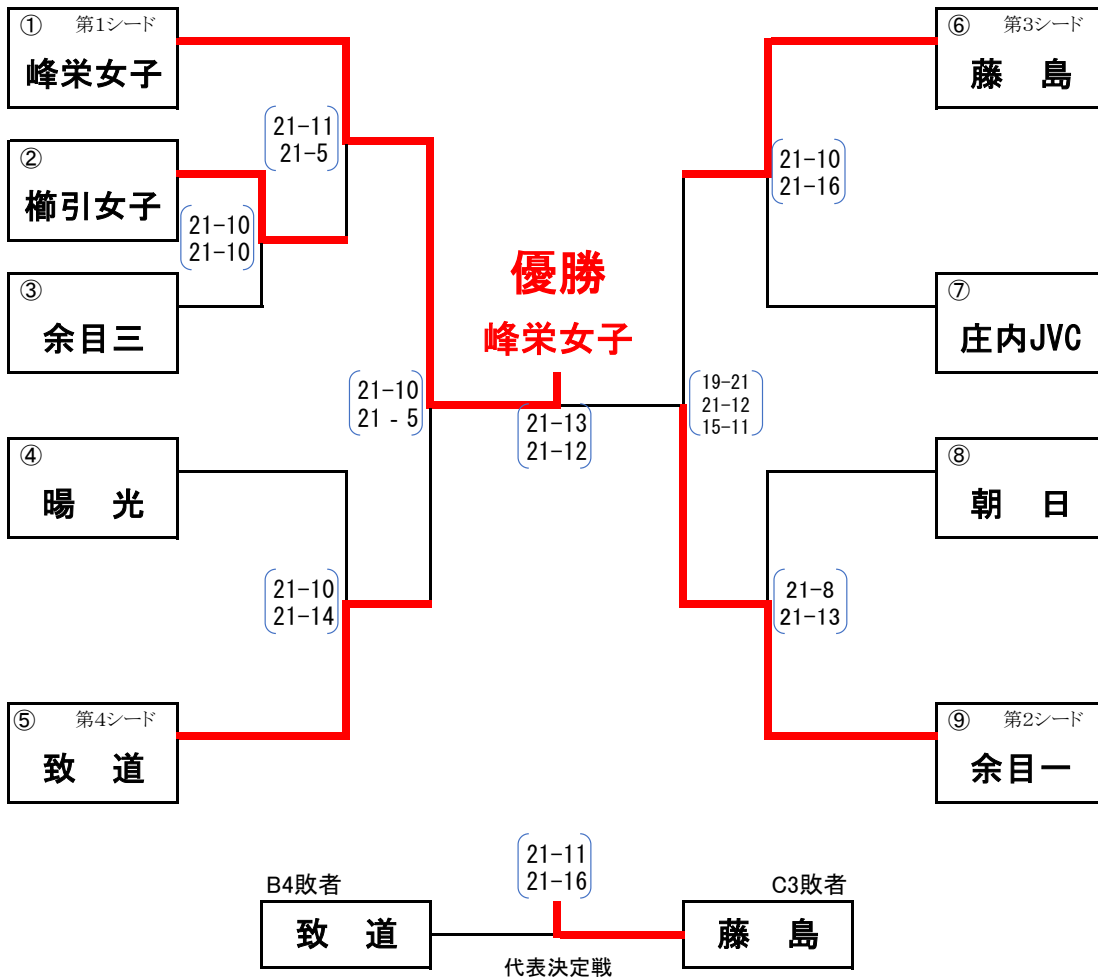 ① 第1シード
峰栄女子
②
櫛引女子
③
余目三
④
暘 光
⑤ 第4シード
致 道
21-11
21-5
21-10
21-10
21-10
21-14
21-10
21 - 5
優勝
峰栄女子
21-13
21-12
19-21
21-12
15-11
21-10
21-16
21-8
21-13
⑥ 第3シード
藤 島
⑦
庄内JVC
⑧
朝 日
⑨ 第2シード
余目一
21-11
21-16
B4敗者
致 道
C3敗者
藤 島
代表決定戦